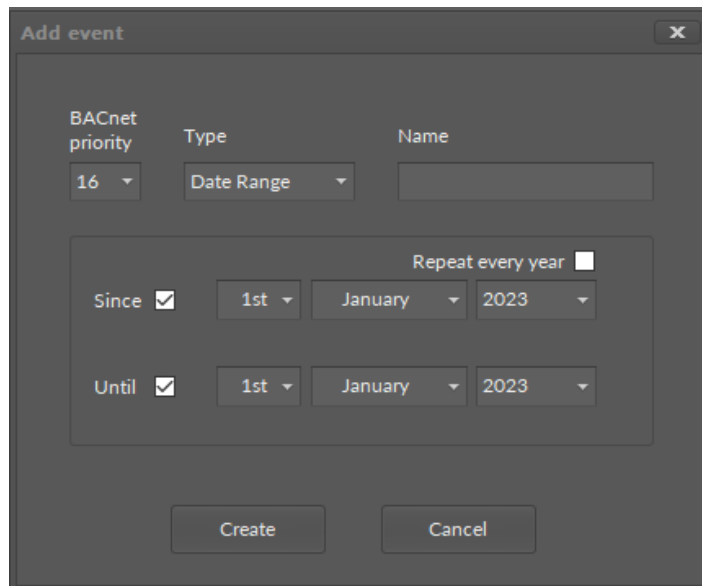 Add event
x
BACnet
priority
Type
Name
16
Date Range
Repeat every year
Since
1st
January
2023
Until
1st
January
2023
Create
Cancel